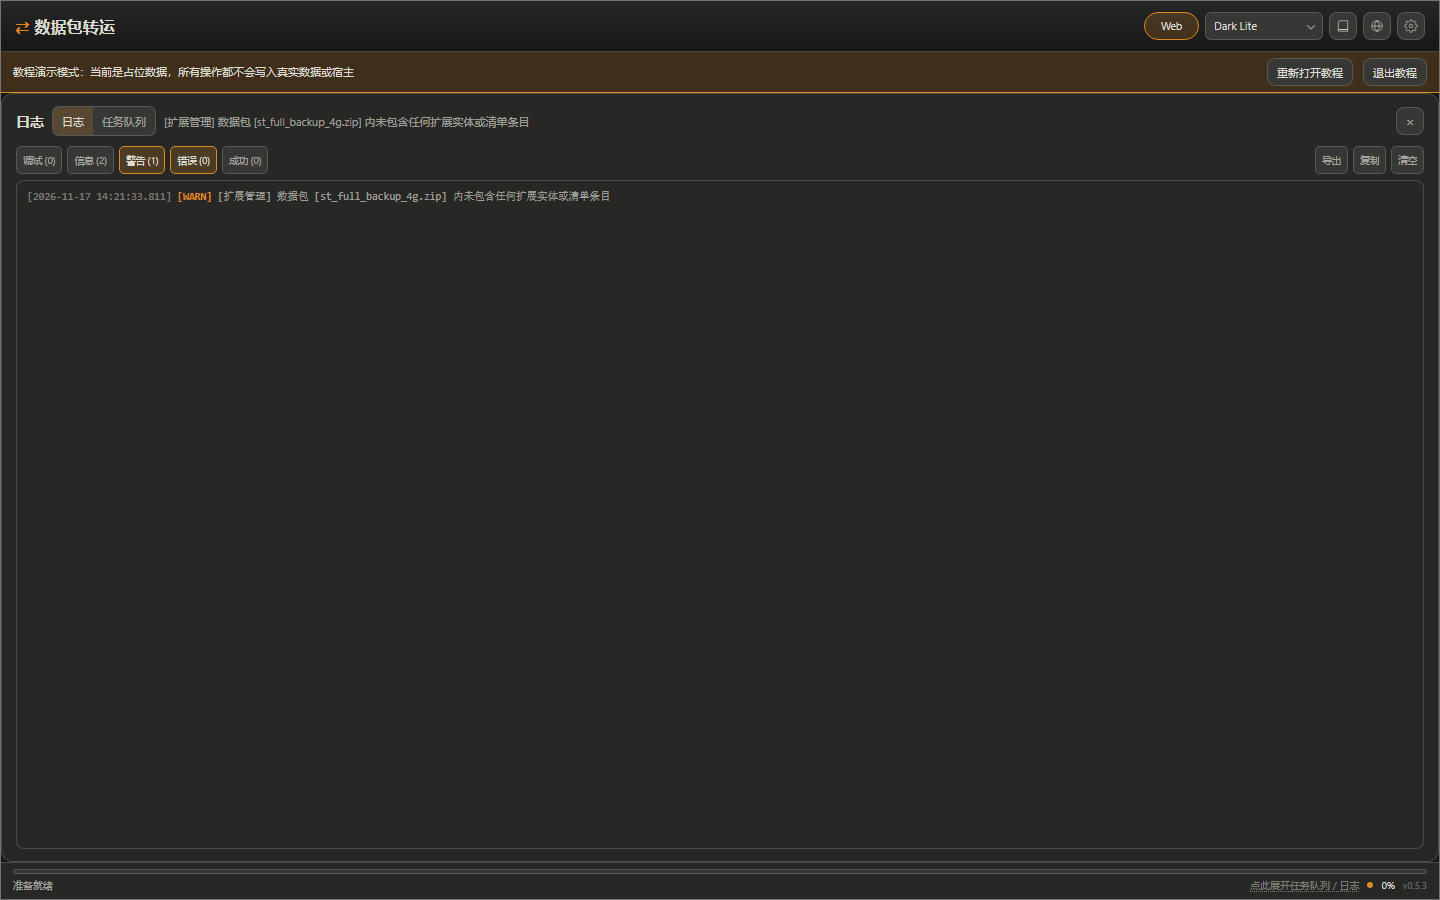 数据包转运
Web
Dark Lite
教程演示模式：当前是占位数据，所有操作都不会写入真实数据或宿主
重新打开教程
退出教程
日志
日志
任务队列
[扩展管理] 数据包 [st_full_backup_4g.zip] 内未包含任何扩展实体或清单条目
×
调试 (0)
信息 (2)
警告 (1)
错误 (0)
成功 (0)
导出
复制
清空
[2026-11-17 14:21:33.811] [WARN] [扩展管理] 数据包 [st_full_backup_4g.zip] 内未包含任何扩展实体或清单条目
准备就绪
点此展开任务队列 / 日志
0%
v0.5.3